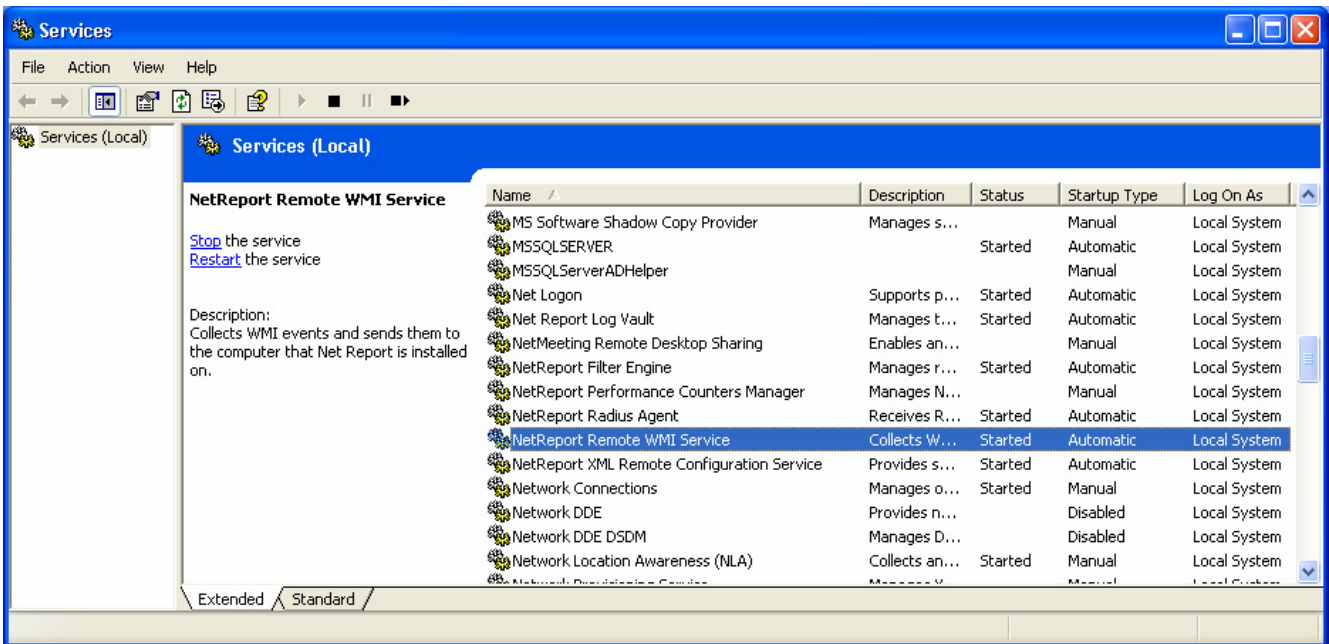 Services
File Action View Help
Services (Local)
Services (Local)
NetReport Remote WMI Service
Stop the service
Restart the service
Description:
Collects WMI events and sends them to
the computer that Net Report is installed
on.
Name Description Status Startup Type Log On As
MS Software Shadow Copy Provider Manages s... Manual Local System
MSSQLSERVER Started Automatic Local System
MSSQLServerADHelper Manual Local System
Net Logon Supports p... Started Automatic Local System
Net Report Log Vault Manages t... Started Automatic Local System
NetMeeting Remote Desktop Sharing Enables an... Manual Local System
NetReport Filter Engine Manages r... Started Automatic Local System
NetReport Performance Counters Manager Manages N... Manual Local System
NetReport Radius Agent Receives R... Started Automatic Local System
NetReport Remote WMI Service Collects W... Started Automatic Local System
NetReport XML Remote Configuration Service Provides s... Started Automatic Local System
Network Connections Manages o... Started Manual Local System
Network DDE Provides n... Disabled Local System
Network DDE DSDM Manages D... Disabled Local System
Network Location Awareness (NLA) Collects an... Started Manual Local System
Extended Standard